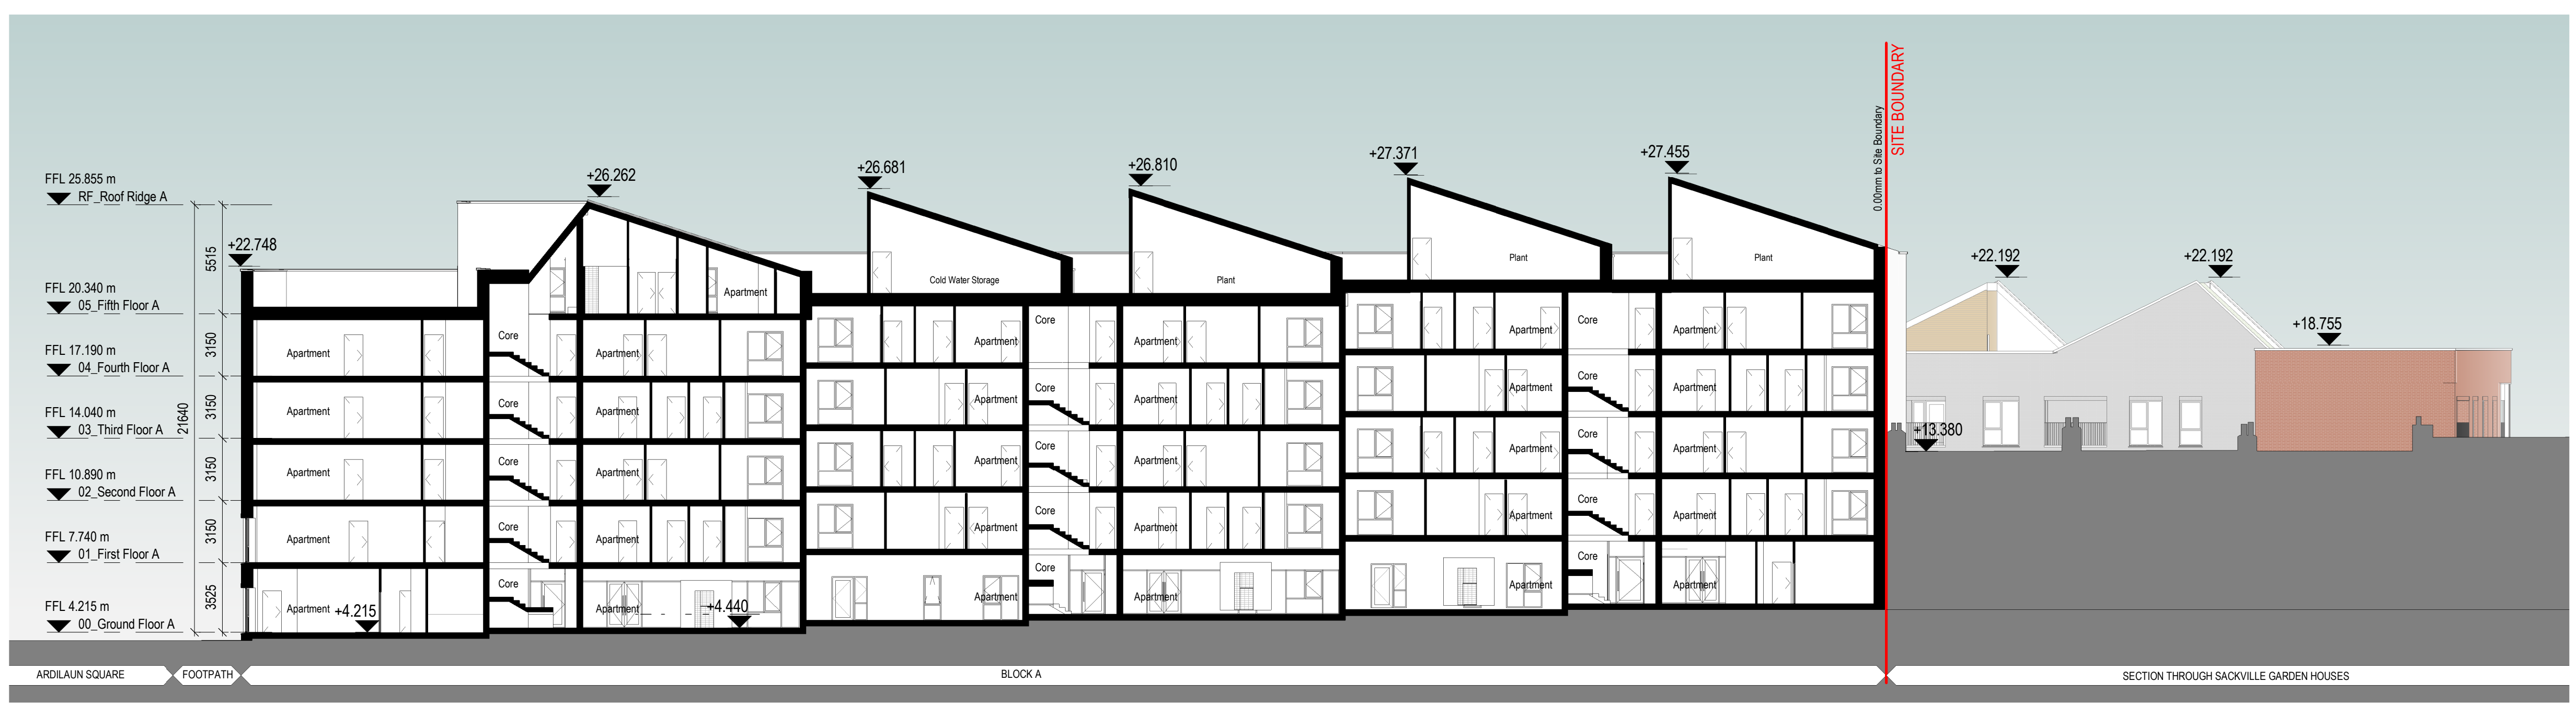 SITE BOUNDARY
0.00mm to Site Boundary
+27.455
+27.371
+26.810
+26.681
+26.262
FFL 25.855 m
RF_Roof Ridge A
+22.748
5515
+22.192
+22.192
Plant
Plant
Plant
Cold Water Storage
FFL 20.340 m
05_Fifth Floor A
Apartment
+18.755
3150
Core
Apartment
Apartment
Apartment
Core
Apartment
Apartment
Core
Apartment
FFL 17.190 m
04_Fourth Floor A
3150
21640
Apartment
Core
Apartment
Apartment
Core
Apartment
Apartment
Core
Apartment
FFL 14.040 m
03_Third Floor A
+13.380
3150
Apartment
Core
Apartment
Apartment
Core
Apartment
Apartment
Core
Apartment
FFL 10.890 m
02_Second Floor A
3150
Apartment
Core
Apartment
Apartment
Core
Apartment
Apartment
Core
Apartment
FFL 7.740 m
01_First Floor A
3525
Apartment
+4.215
Core
Apartment
+4.440
Apartment
Core
Apartment
Apartment
Core
Apartment
FFL 4.215 m
00_Ground Floor A
ARDILAUN SQUARE
FOOTPATH
BLOCK A
SECTION THROUGH SACKVILLE GARDEN HOUSES